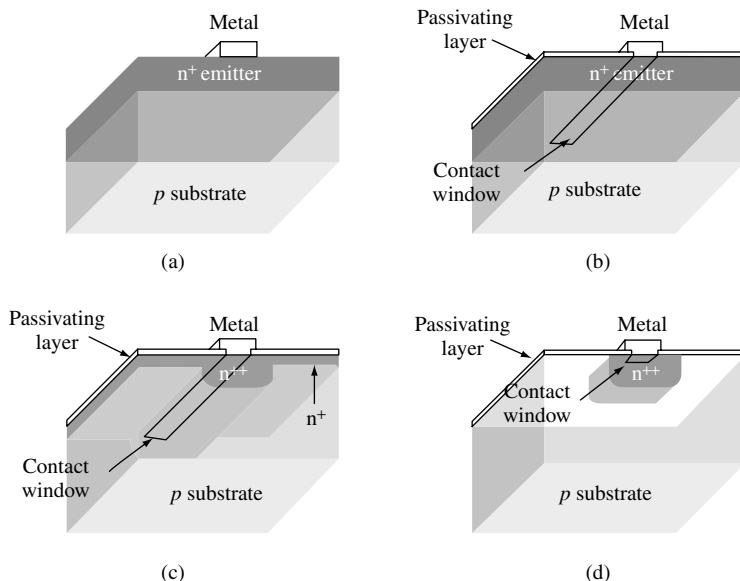 Metal
n+ emitter
p substrate
(a)
Passivating
layer
Metal
n+ emitter
Contact
window
p substrate
(b)
Passivating
layer
Metal
n++
n+
Contact
window
p substrate
(c)
Passivating
layer
Metal
n++
Contact
window
p substrate
(d)